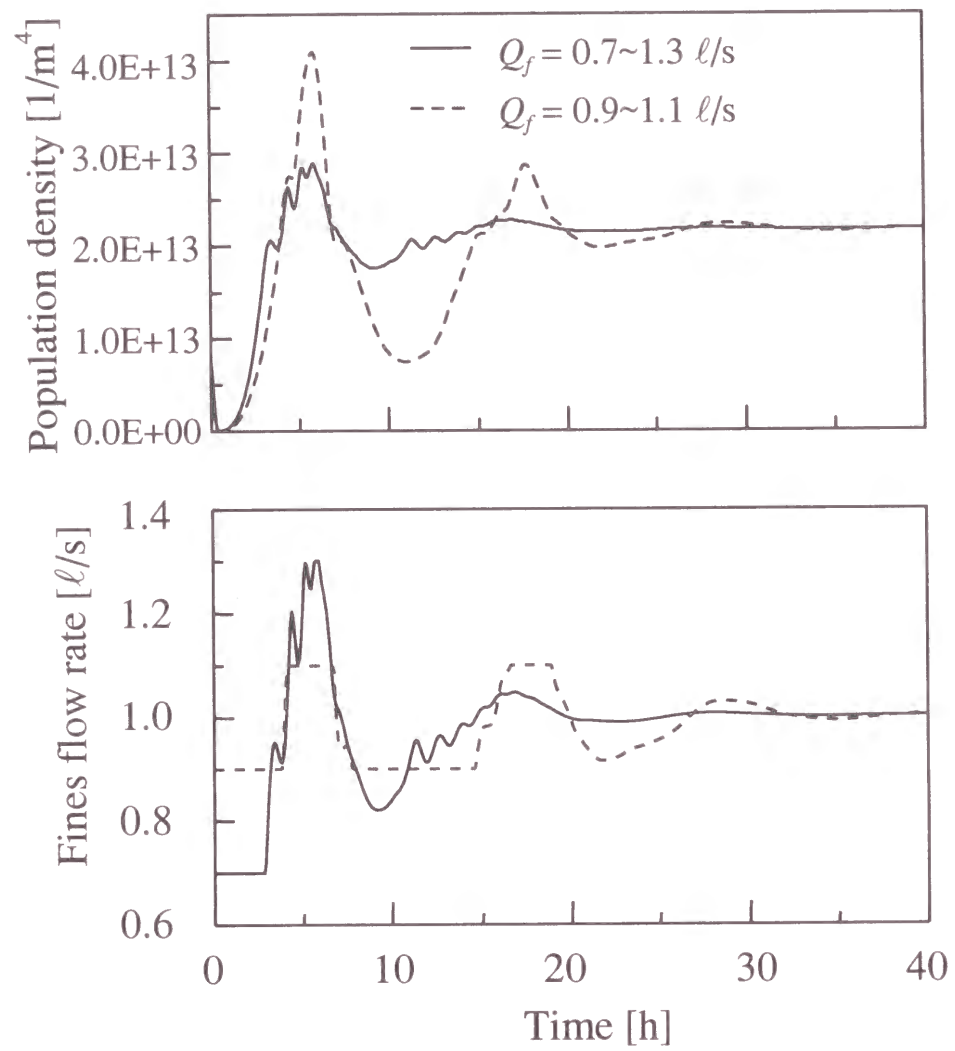 Population density [1/m⁴]
4.0E+13
3.0E+13
2.0E+13
1.0E+13
0.0E+00
Q_f = 0.7~1.3 ℓ/s
Q_f = 0.9~1.1 ℓ/s
Fines flow rate [ℓ/s]
1.4
1.2
1.0
0.8
0.6
0 10 20 30 40
Time [h]